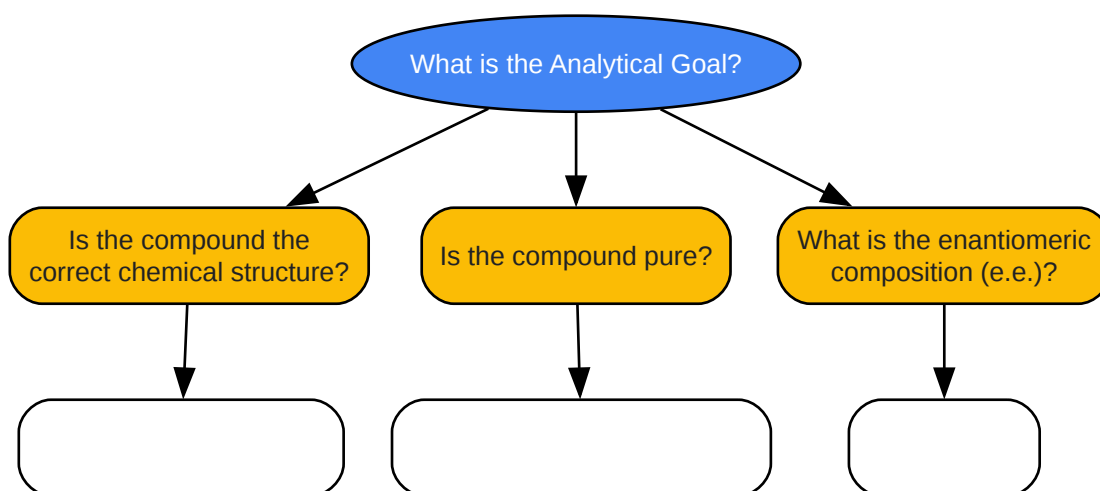 What is the Analytical Goal?
Is the compound the
correct chemical structure?
Is the compound pure?
What is the enantiomeric
composition (e.e.)?